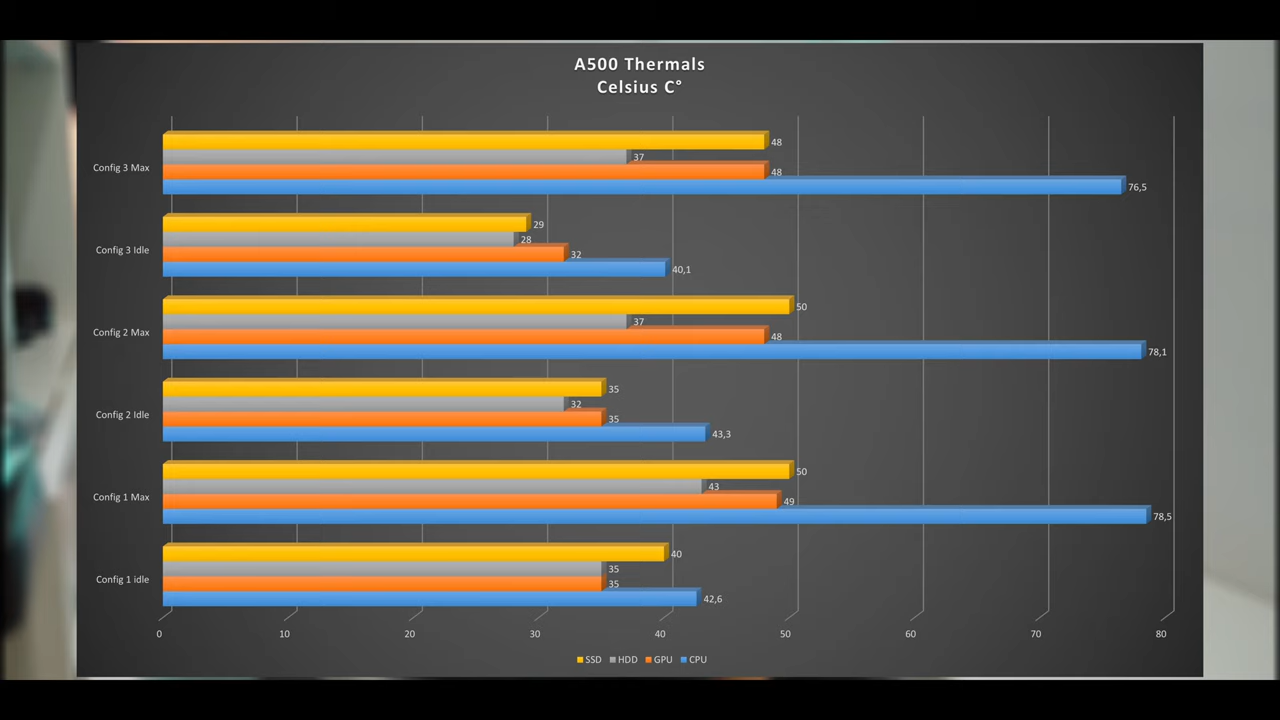 A500 Thermals
Celsius C°
Config 3 Max
48
37
48
76,5
Config 3 Idle
29
28
32
40,1
Config 2 Max
50
37
48
78,1
Config 2 Idle
35
32
35
43,3
Config 1 Max
50
43
49
78,5
Config 1 idle
40
35
35
42,6
0 10 20 30 40 50 60 70 80
SSD HDD GPU CPU